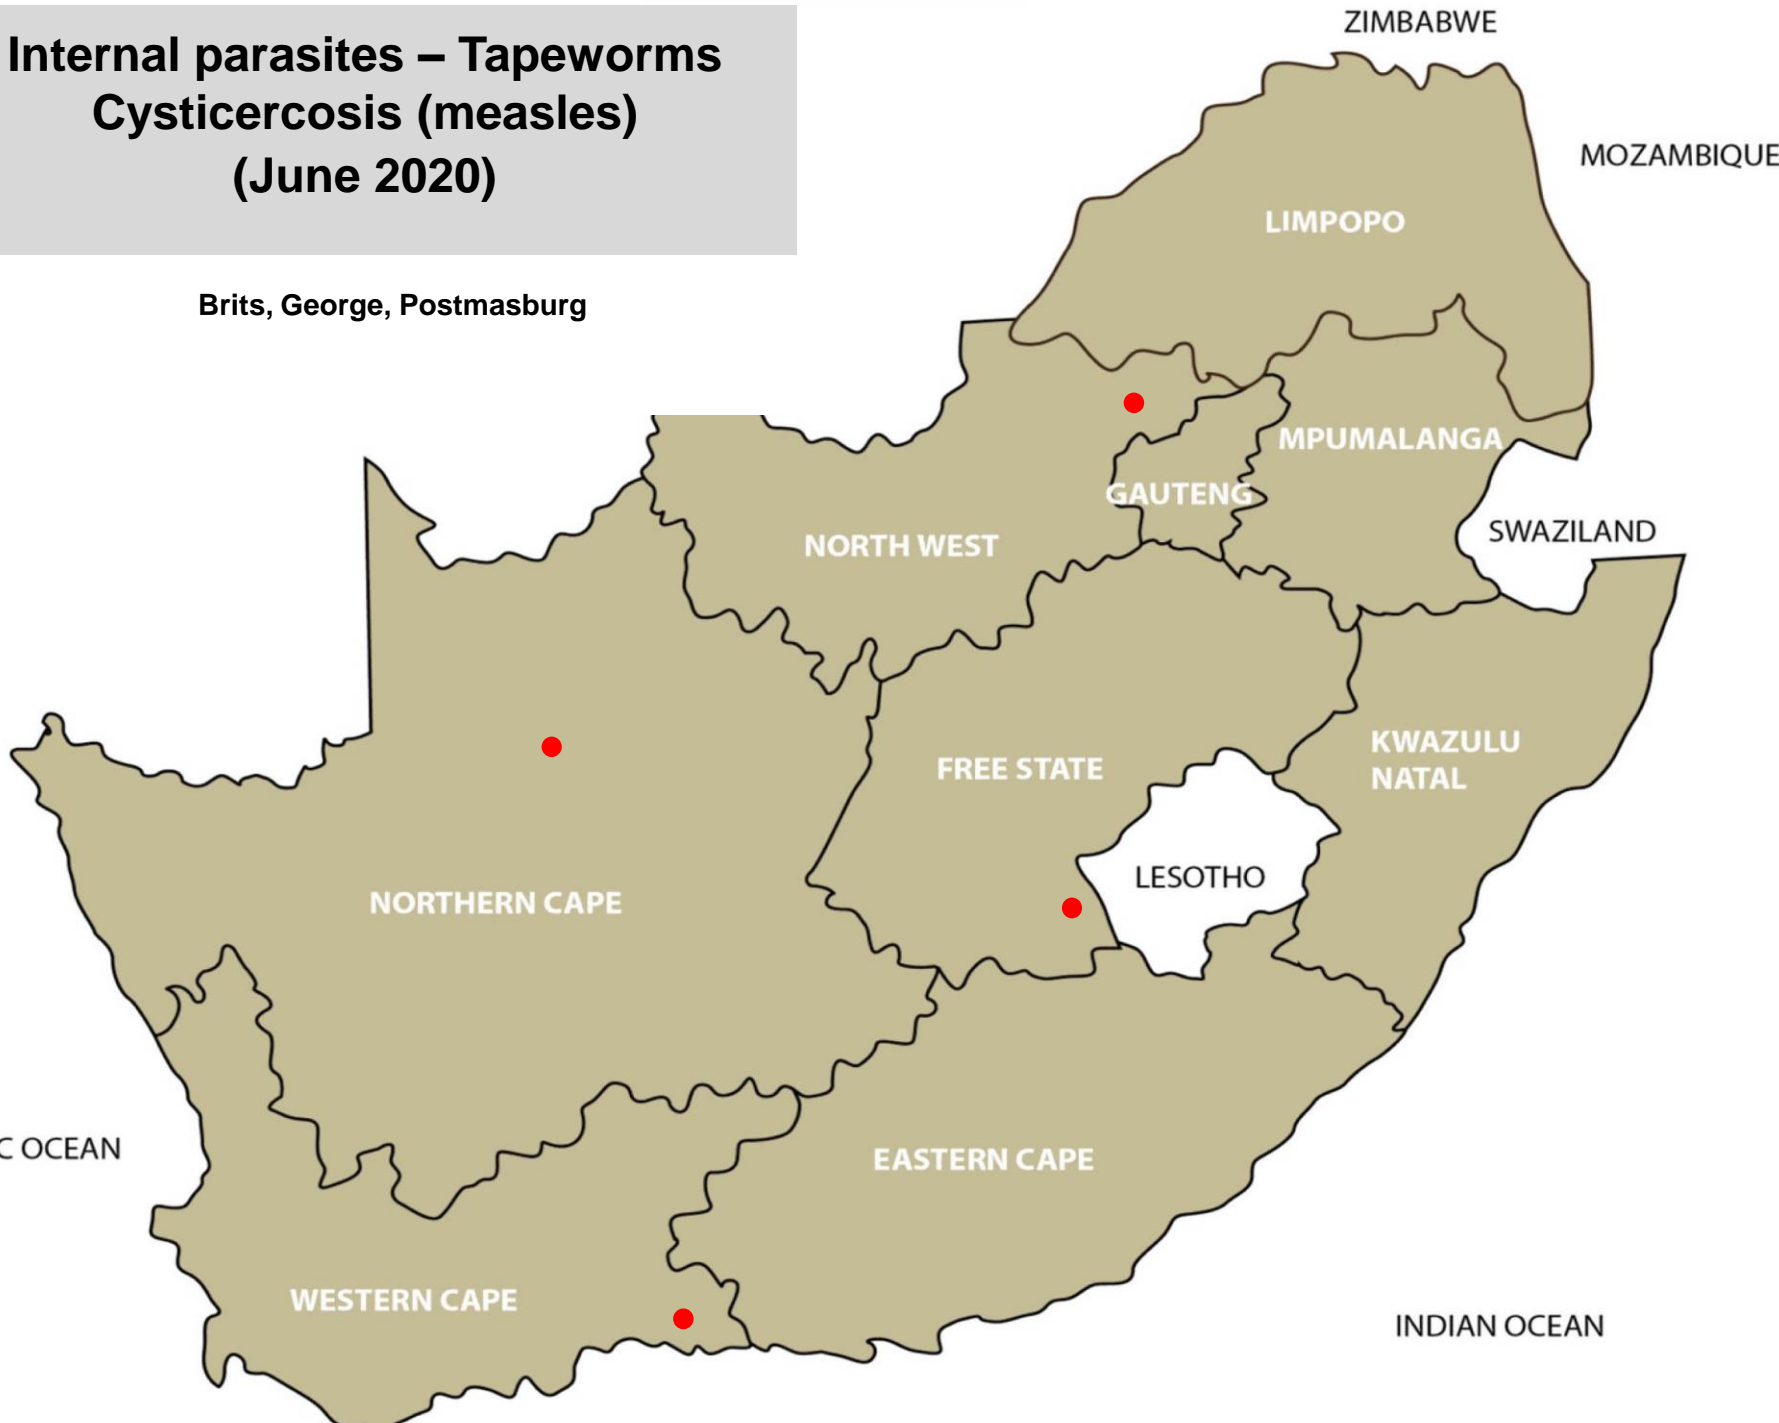 Internal parasites – Tapeworms
Cysticercosis (measles)
(June 2020)
Brits, George, Postmasburg
ZIMBABWE
MOZAMBIQUE
LIMPOPO
MPUMALANGA
GAUTENG
SWAZILAND
NORTH WEST
KWAZULU
NATAL
FREE STATE
LESOTHO
NORTHERN CAPE
C OCEAN
EASTERN CAPE
WESTERN CAPE
INDIAN OCEAN